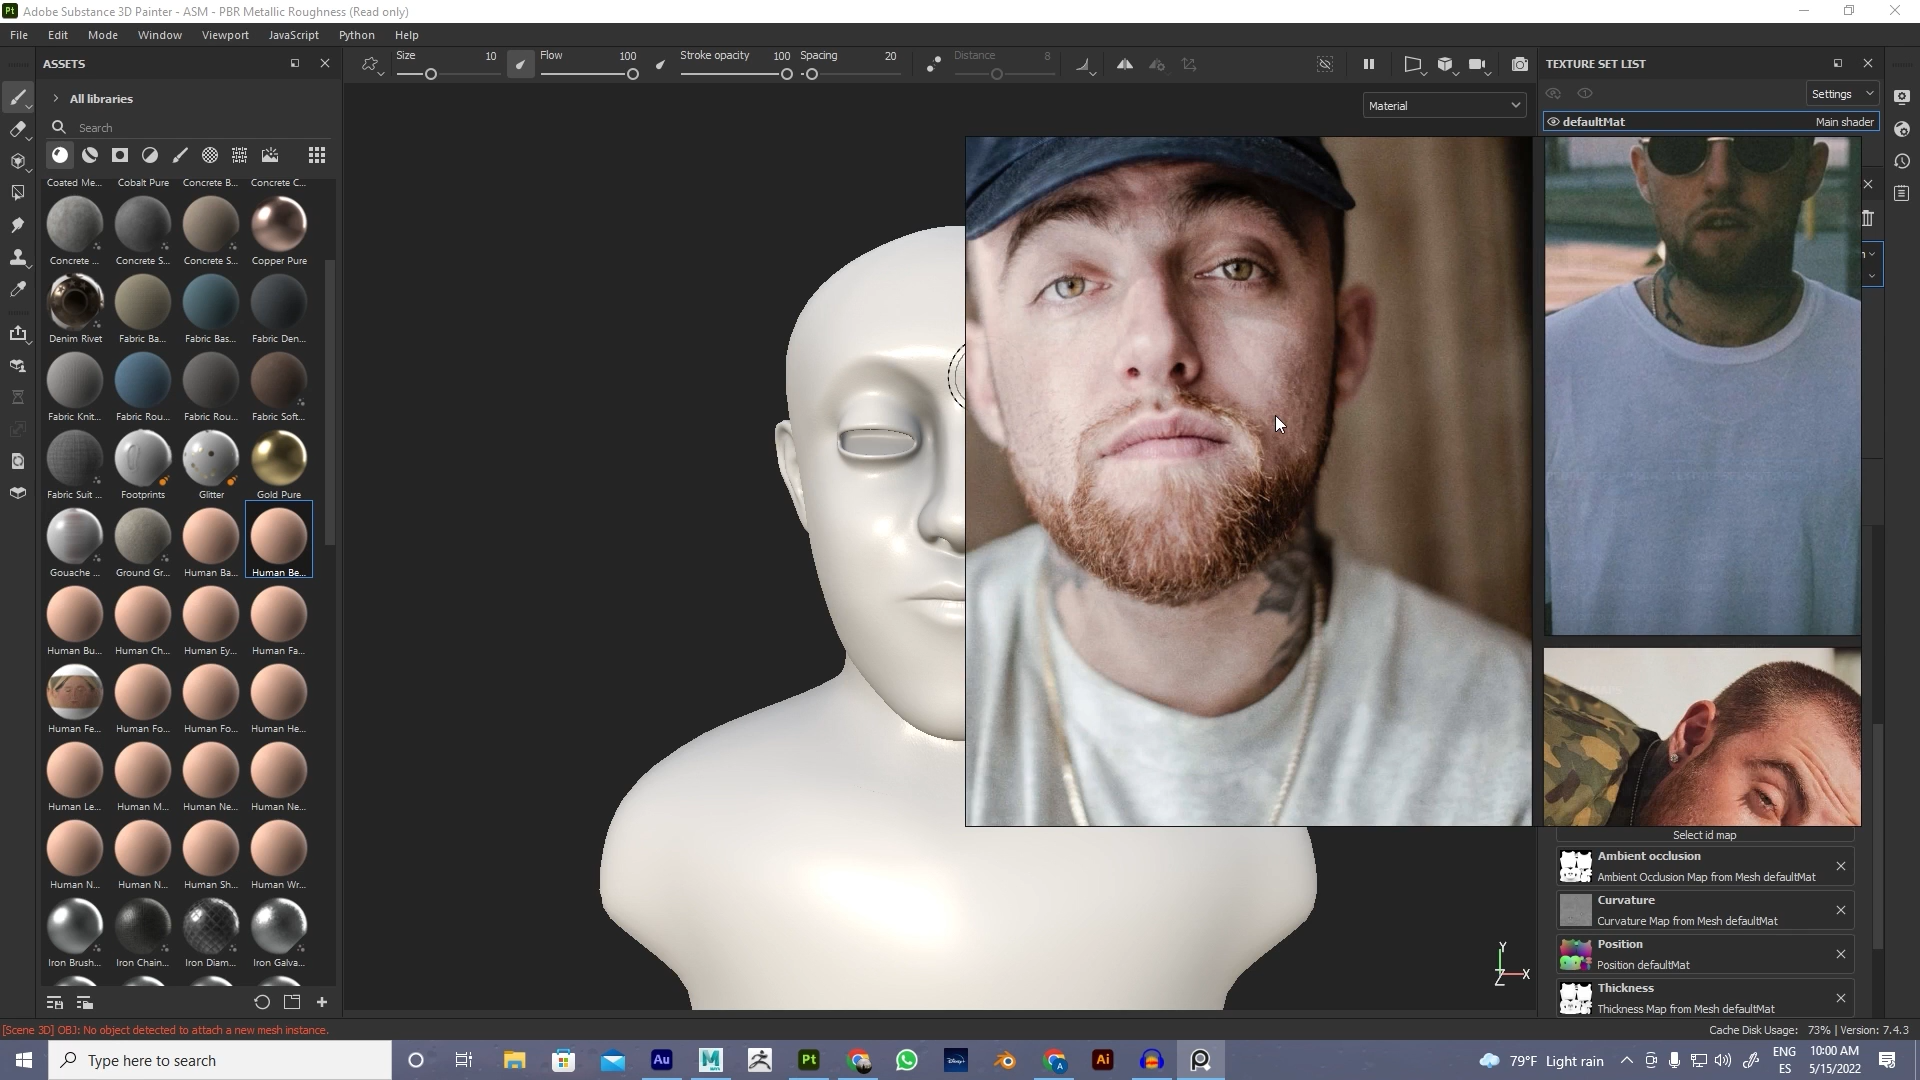 Adobe Substance 3D Painter - ASM - PBR Metallic Roughness (Read only)
File Edit Mode Window Viewport JavaScript Python Help
ASSETS
Size 10 Flow 100 Stroke opacity 100 Spacing 20 Distance 8
TEXTURE SET LIST
All libraries
Settings
Search
Material
defaultMat Main shader
Coated Me... Cobalt Pure Concrete B... Concrete C...
Concrete ... Concrete S... Concrete S... Copper Pure
Denim Rivet Fabric Ba... Fabric Bas... Fabric Den...
Fabric Knit... Fabric Rou... Fabric Rou... Fabric Soft...
Fabric Suit ... Footprints Glitter Gold Pure
Gouache ... Ground Gr... Human Ba... Human Be...
Human Bu... Human Ch... Human Ey... Human Fa...
Human Fe... Human Fo... Human Fo... Human He...
Human Le... Human M... Human Ne... Human Ne...
Human N... Human N... Human Sh... Human Wr...
Iron Brush... Iron Chain... Iron Diam... Iron Galva...
Select id map
Ambient occlusion
Ambient Occlusion Map from Mesh defaultMat
Curvature
Curvature Map from Mesh defaultMat
Position
Position defaultMat
Thickness
Thickness Map from Mesh defaultMat
Y
Z X
[Scene 3D] OBJ: No object detected to attach a new mesh instance.
Cache Disk Usage: 73% | Version: 7.4.3
Type here to search
79°F Light rain
ENG
ES
10:00 AM
5/15/2022